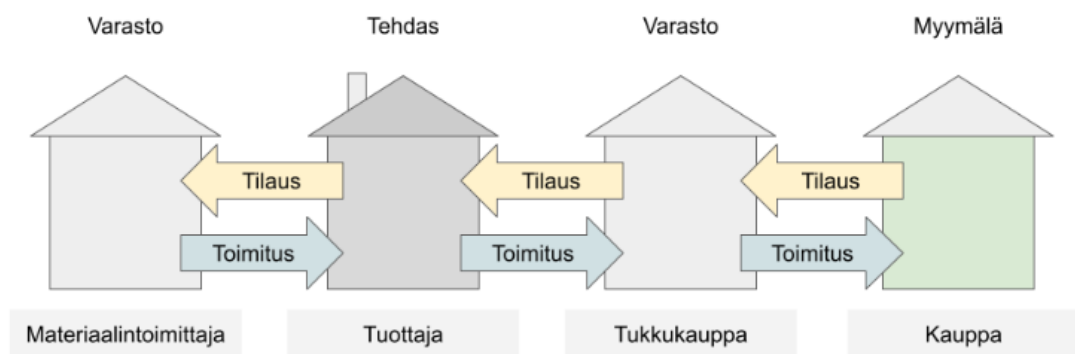 Varasto
Tehdas
Varasto
Myymälä
Tilaus
Tilaus
Tilaus
Toimitus
Toimitus
Toimitus
Materiaalintoimittaja
Tuottaja
Tukkukauppa
Kauppa